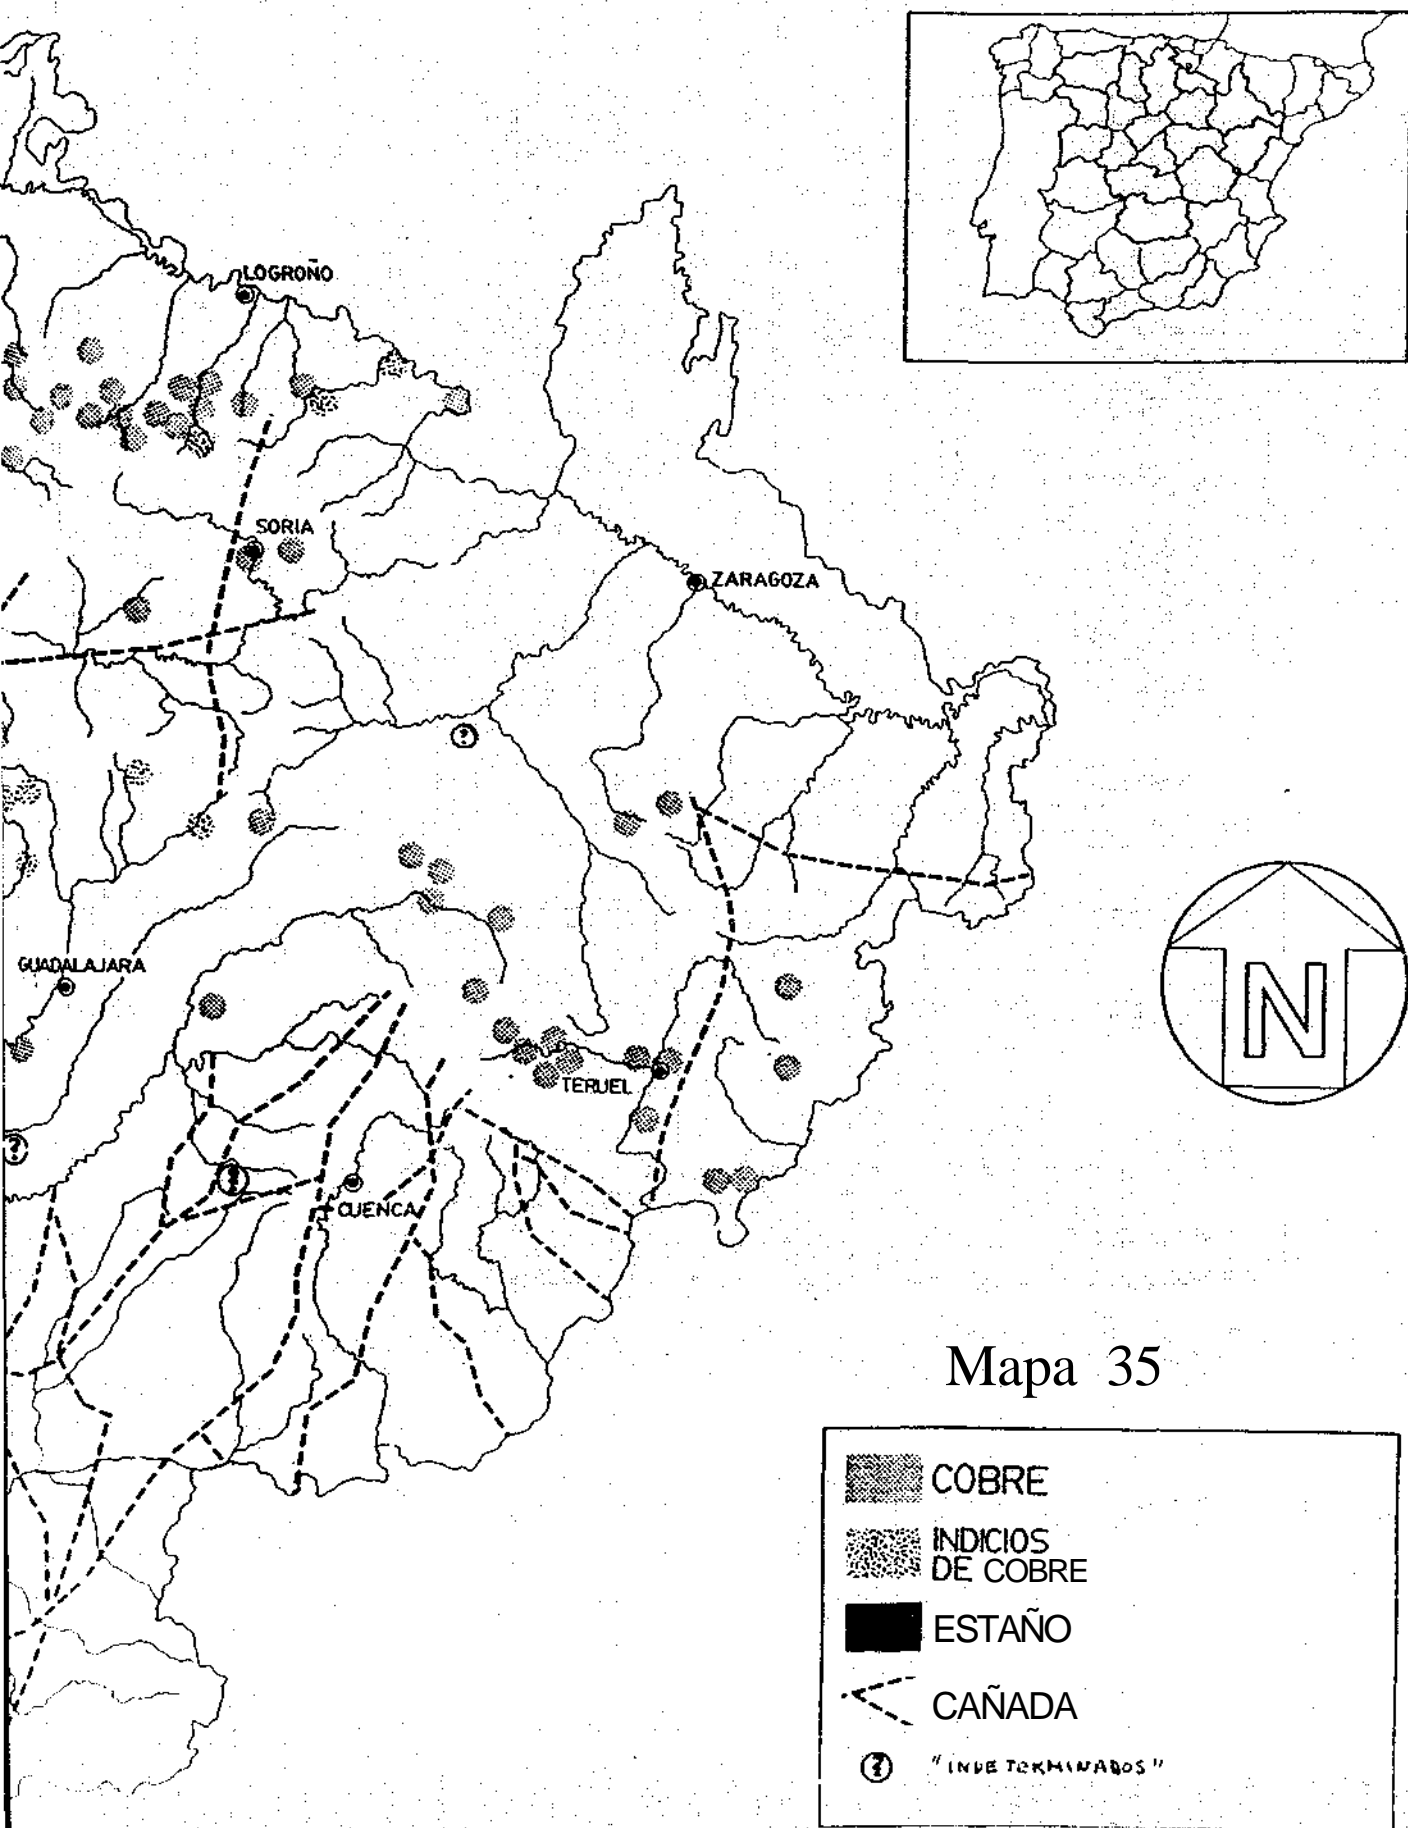 LOGROÑO
SORIA
ZARAGOZA
?
GUADALAJARA
TERUEL
?
CUENCA
N
Mapa 35
COBRE
INDICIOS
DE COBRE
ESTAÑO
CAÑADA
? "INDETERMINADOS"